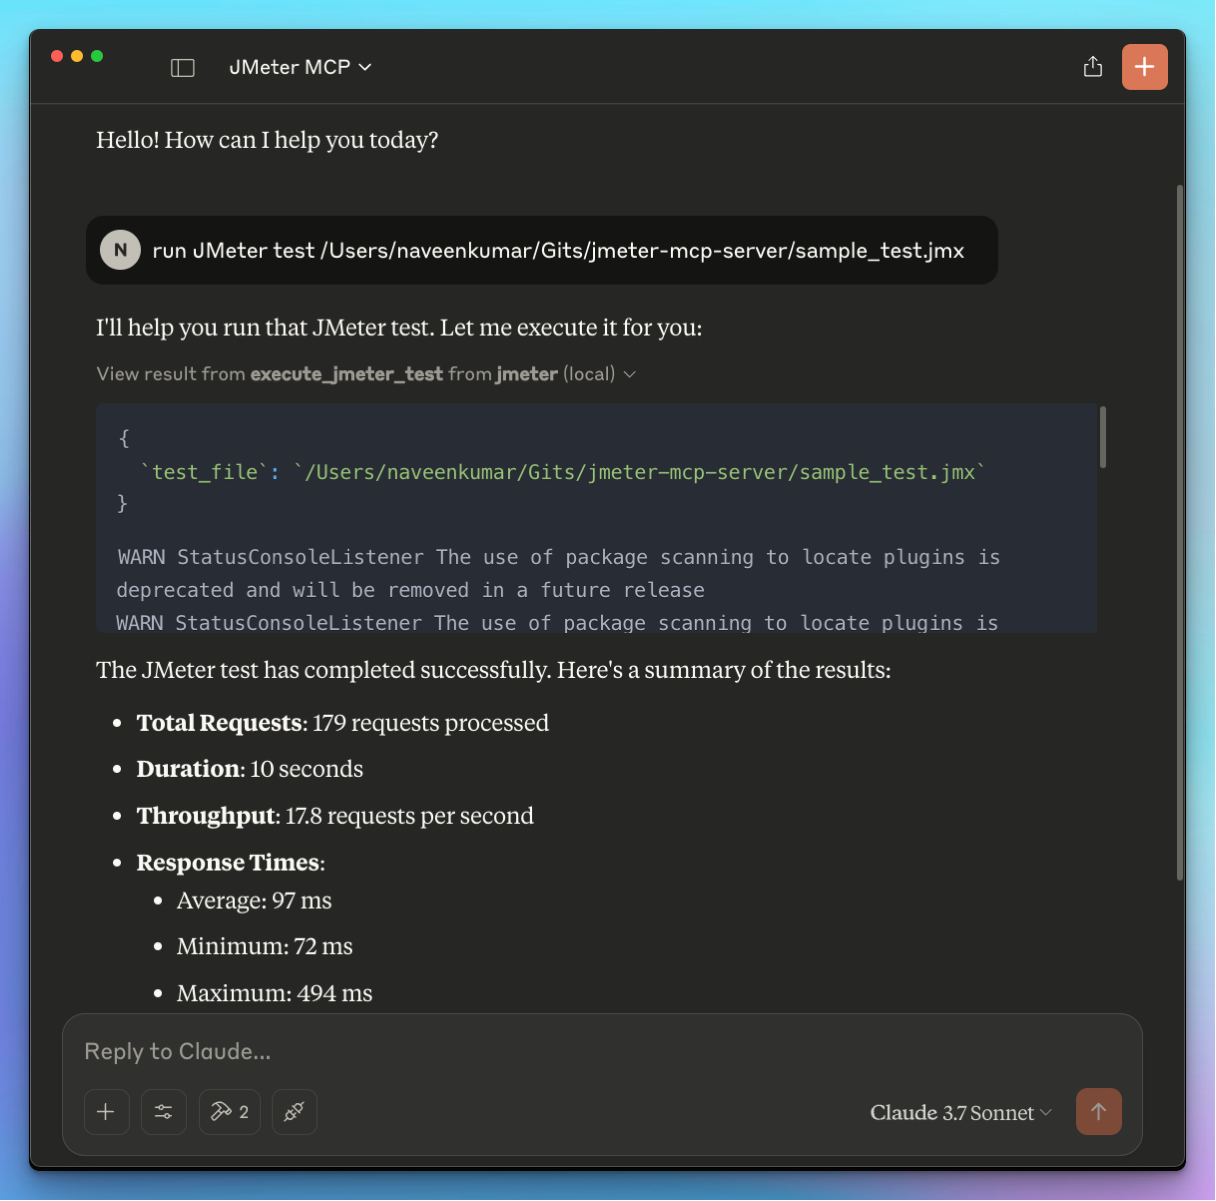 JMeter MCP
Hello! How can I help you today?
N
run JMeter test /Users/naveenkumar/Gits/jmeter-mcp-server/sample_test.jmx
I'll help you run that JMeter test. Let me execute it for you:
View result from execute_jmeter_test from jmeter (local)
{
`test_file`: `/Users/naveenkumar/Gits/jmeter-mcp-server/sample_test.jmx`
}
WARN StatusConsoleListener The use of package scanning to locate plugins is
deprecated and will be removed in a future release
WARN StatusConsoleListener The use of package scanning to locate plugins is
The JMeter test has completed successfully. Here's a summary of the results:
• Total Requests: 179 requests processed
• Duration: 10 seconds
• Throughput: 17.8 requests per second
• Response Times:
• Average: 97 ms
• Minimum: 72 ms
• Maximum: 494 ms
Reply to Claude...
2
Claude 3.7 Sonnet